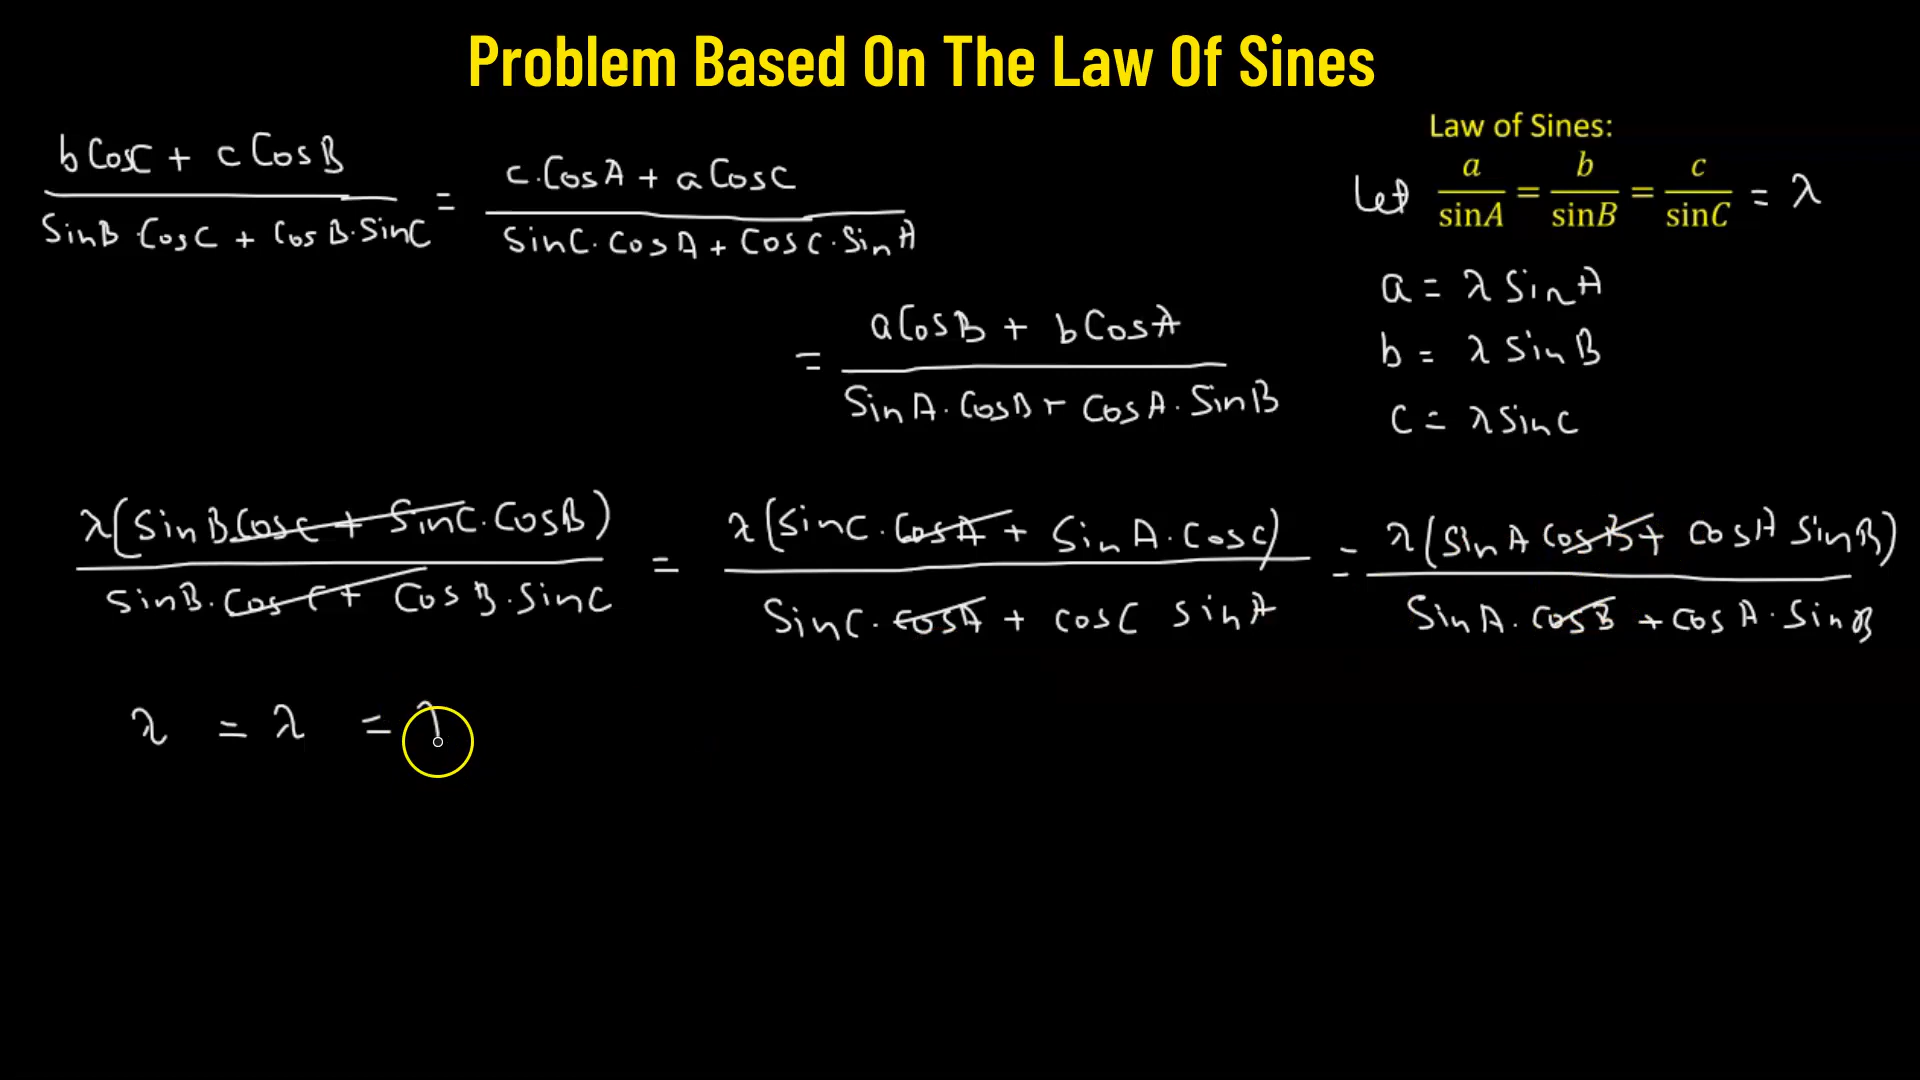 Problem Based On The Law Of Sines
Law of Sines:
Let a/sinA = b/sinB = c/sinC = λ
bCosC + cCosB / SinB·CosC + CosB·SinC = c·CosA + aCosC / SinC·CosA + CosC·SinA
a = λ SinA
= aCosB + bCosA / SinA·CosB + CosA·SinB
b = λ SinB
c = λ SinC
λ(SinB.CosC + SinC.CosB) / SinB.CosC + CosB.SinC = λ(SinC.CosA + SinA.CosC) / SinC.CosA + CosC SinA = λ(SinA CosB + CosA SinB) / SinA.CosB + CosA.SinB
λ = λ =